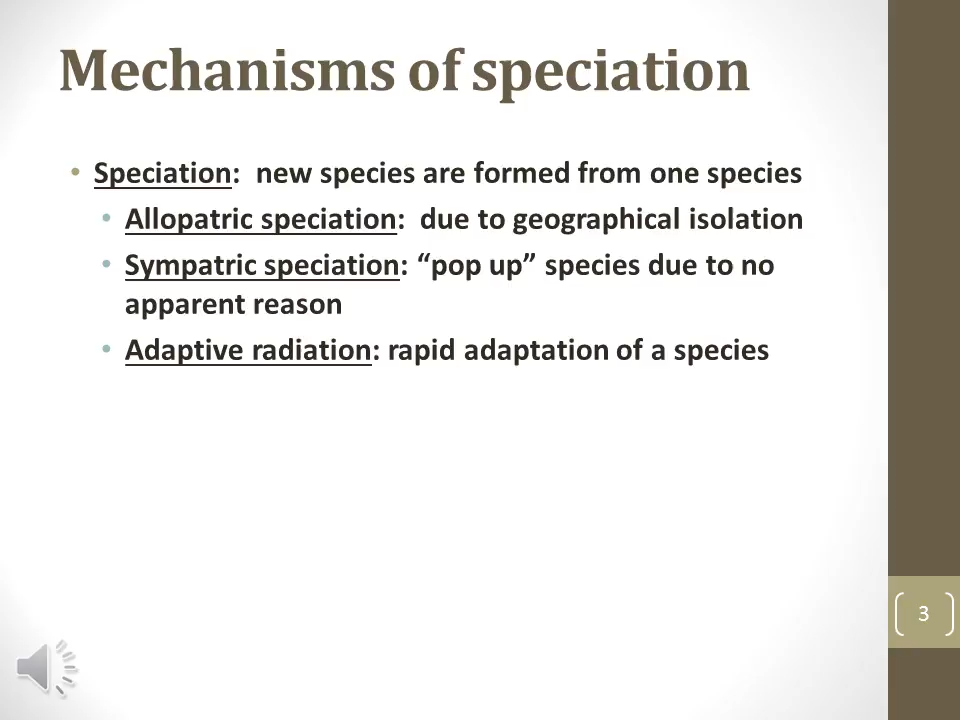 Mechanisms of speciation
• Speciation:  new species are formed from one species
• Allopatric speciation:  due to geographical isolation
• Sympatric speciation: “pop up” species due to no
apparent reason
• Adaptive radiation: rapid adaptation of a species
3